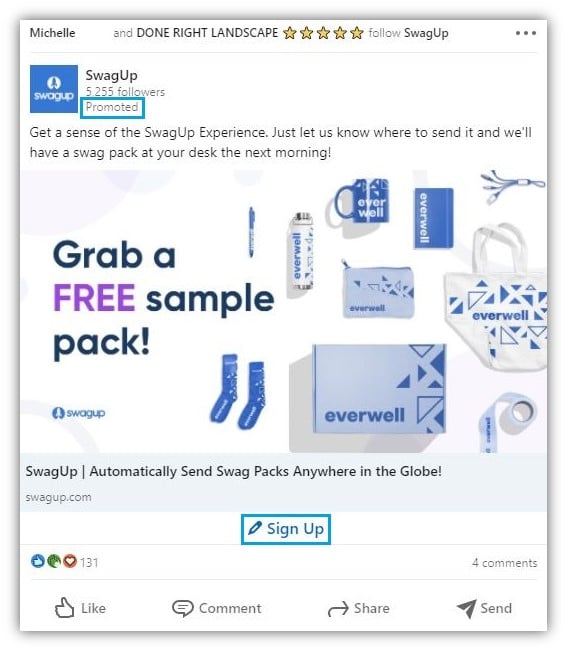 Michelle and DONE RIGHT LANDSCAPE ⭐⭐⭐⭐⭐ follow SwagUp
SwagUp
5,255 followers
Promoted
Get a sense of the SwagUp Experience. Just let us know where to send it and we'll
have a swag pack at your desk the next morning!
Grab a
FREE sample
pack!
swagup
everwell
ever
well
everwell
everwell
everwell
everwell
SwagUp | Automatically Send Swag Packs Anywhere in the Globe!
swagup.com
Sign Up
131
4 comments
Like
Comment
Share
Send